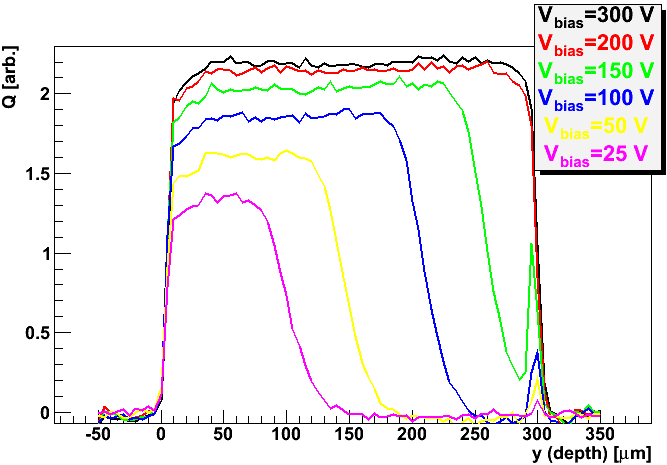 V_bias=300 V
V_bias=200 V
V_bias=150 V
V_bias=100 V
V_bias=50 V
V_bias=25 V
Q [arb.]
2
1.5
1
0.5
0
-50 0 50 100 150 200 250 300 350
y (depth) [μm]